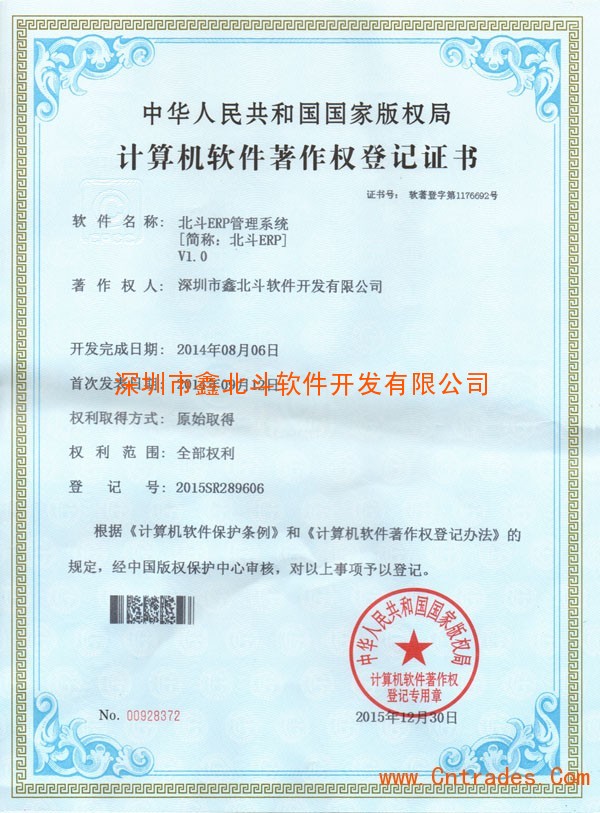 中华人民共和国国家版权局
计算机软件著作权登记证书
证书号： 软著登字第1176692号
软件名称： 北斗ERP管理系统
[简称：北斗ERP]
V1.0
著作权人： 深圳市鑫北斗软件开发有限公司
开发完成日期： 2014年08月06日
首次发表日期： 2014年09月12日
深圳市鑫北斗软件开发有限公司
权利取得方式： 原始取得
权利范围： 全部权利
登记号： 2015SR289606
根据《计算机软件保护条例》和《计算机软件著作权登记办法》的
规定，经中国版权保护中心审核，对以上事项予以登记。
中华人民共和国国家版权局
计算机软件著作权
登记专用章
No. 00928372
2015年12月30日
www.Cntrades.Com